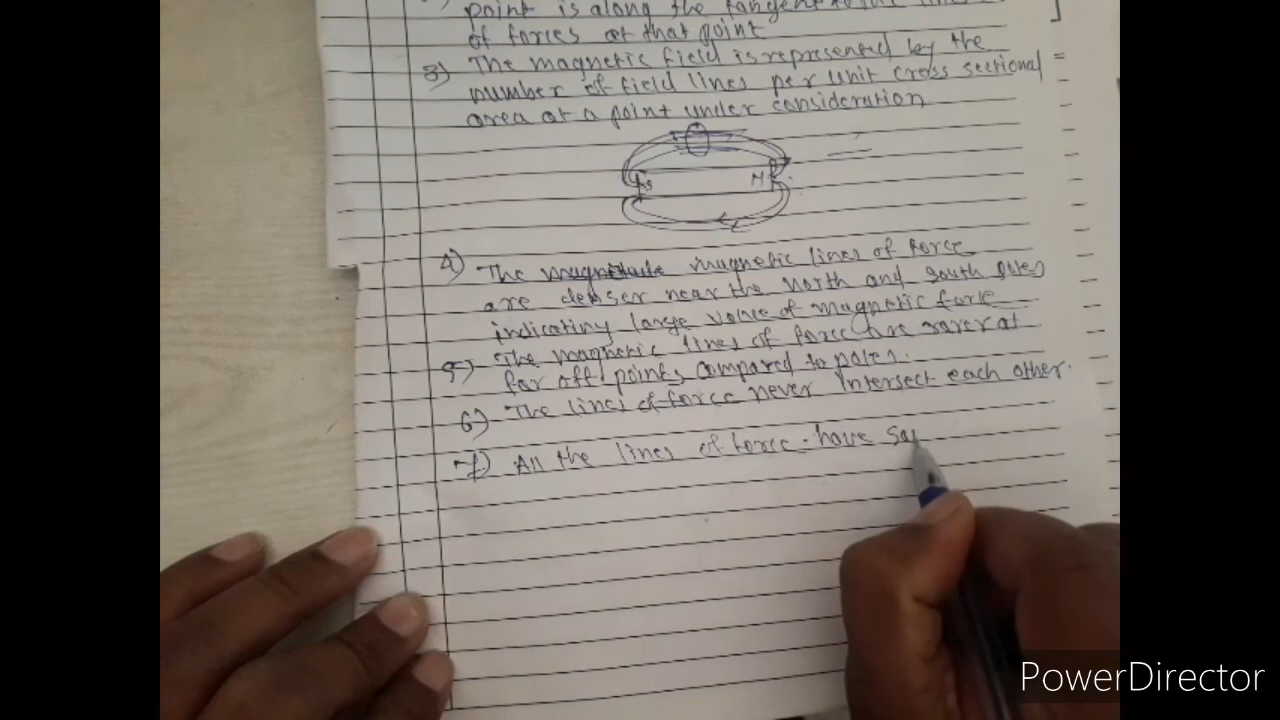 point is along the tangent to the lines
of forces at that point
3) The magnetic field is represented by the
number of field lines per unit cross sectional
area at a point under consideration
S N
4) The magnetic lines of force
are denser near the north and south poles
indicating large value of magnetic
5) The magnetic lines of force are rarer at
far off points compared to poles.
6) The lines of force never intersect each other.
7) All the lines of force have sa
PowerDirector